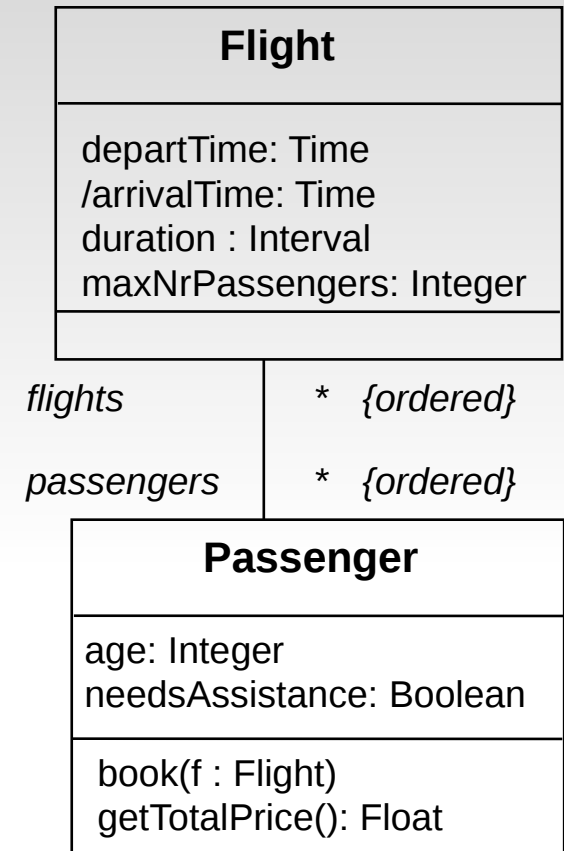 Flight
departTime: Time
/arrivalTime: Time
duration : Interval
maxNrPassengers: Integer
flights * {ordered}
passengers * {ordered}
Passenger
age: Integer
needsAssistance: Boolean
book(f : Flight)
getTotalPrice(): Float